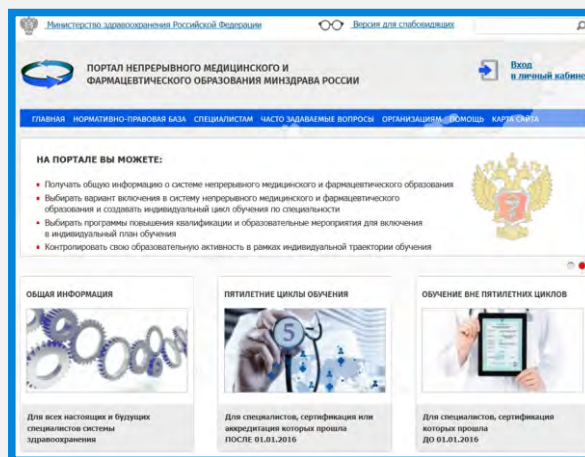 Министерство здравоохранения Российской Федерации
Версия для слабовидящих
ПОРТАЛ НЕПРЕРЫВНОГО МЕДИЦИНСКОГО И
ФАРМАЦЕВТИЧЕСКОГО ОБРАЗОВАНИЯ МИНЗДРАВА РОССИИ
Вход
в личный кабине
ГЛАВНАЯ НОРМАТИВНО-ПРАВОВАЯ БАЗА СПЕЦИАЛИСТАМ ЧАСТО ЗАДАВАЕМЫЕ ВОПРОСЫ ОРГАНИЗАЦИЯМ ПОМОЩЬ КАРТА САЙТА
НА ПОРТАЛЕ ВЫ МОЖЕТЕ:
Получать общую информацию о системе непрерывного медицинского и фармацевтического образования
Выбирать вариант включения в систему непрерывного медицинского и фармацевтического
образования и создавать индивидуальный цикл обучения по специальности
Выбирать программы повышения квалификации и образовательные мероприятия для включения
в индивидуальный план обучения
Контролировать свою образовательную активность в рамках индивидуальной траектории обучения
ОБЩАЯ ИНФОРМАЦИЯ
ПЯТИЛЕТНИЕ ЦИКЛЫ ОБУЧЕНИЯ
ОБУЧЕНИЕ ВНЕ ПЯТИЛЕТНИХ ЦИКЛОВ
5
Для всех настоящих и будущих
специалистов системы
здравоохранения
Для специалистов, сертификация или
аккредитация которых прошла
ПОСЛЕ 01.01.2016
Для специалистов, сертификация
которых прошла
ДО 01.01.2016